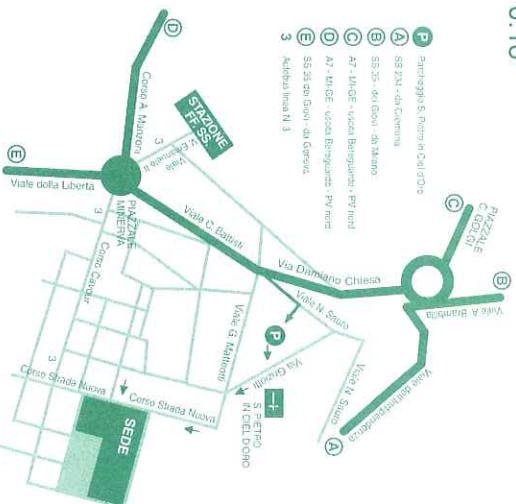 P Parcheggio S. Pietro in Ciel d'Oro
A SS 234 - da Cremona
B SS 35 - dei Giovi - da Milano
C A7 - MI-GE - uscita Bereguardo - PV nord
D A7 - MI-GE - uscita Bereguardo - PV nord
E SS 35 dei Giovi - da Genova
3 Autobus linea N. 3
D
Corso A. Manzoni
STAZIONE
FF. SS.
Viale
V. Emanuele II
E
Viale della Libertà
PIAZZALE
MINERVA
3
Corso Cavour
3
Viale C. Battisti
Via Damiano Chiesa
PIAZZALE
C. GOLGI
C
B
Viale A. Brambilla
Viale dell'Indipendenza
A
Viale N. Sauro
Viale N. Sauro
P
Via Griziotti
Viale G. Matteotti
S. PIETRO
IN CIEL D'ORO
Corso Strada Nuova
Corso Strada Nuova
SEDE